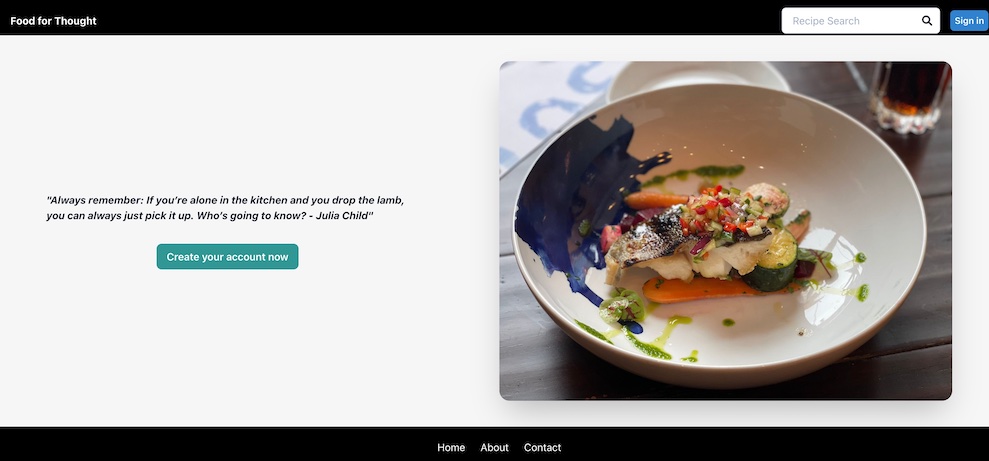 Food for Thought
Recipe Search
Sign in
"Always remember: If you're alone in the kitchen and you drop the lamb,
you can always just pick it up. Who's going to know? - Julia Child"
Create your account now
Home About Contact